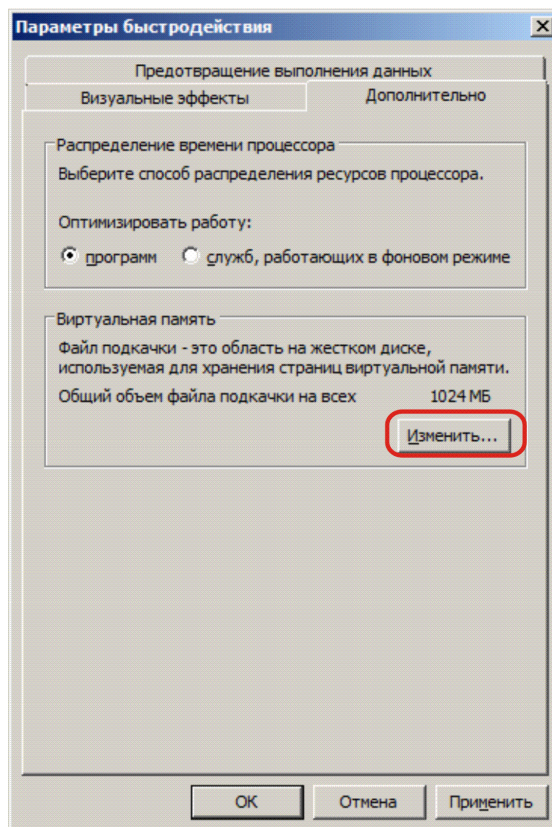 Параметры быстродействия
Предотвращение выполнения данных
Визуальные эффекты
Дополнительно
Распределение времени процессора
Выберите способ распределения ресурсов процессора.
Оптимизировать работу:
программ
служб, работающих в фоновом режиме
Виртуальная память
Файл подкачки - это область на жестком диске,
используемая для хранения страниц виртуальной памяти.
Общий объем файла подкачки на всех 1024 МБ
Изменить...
ОК Отмена Применить